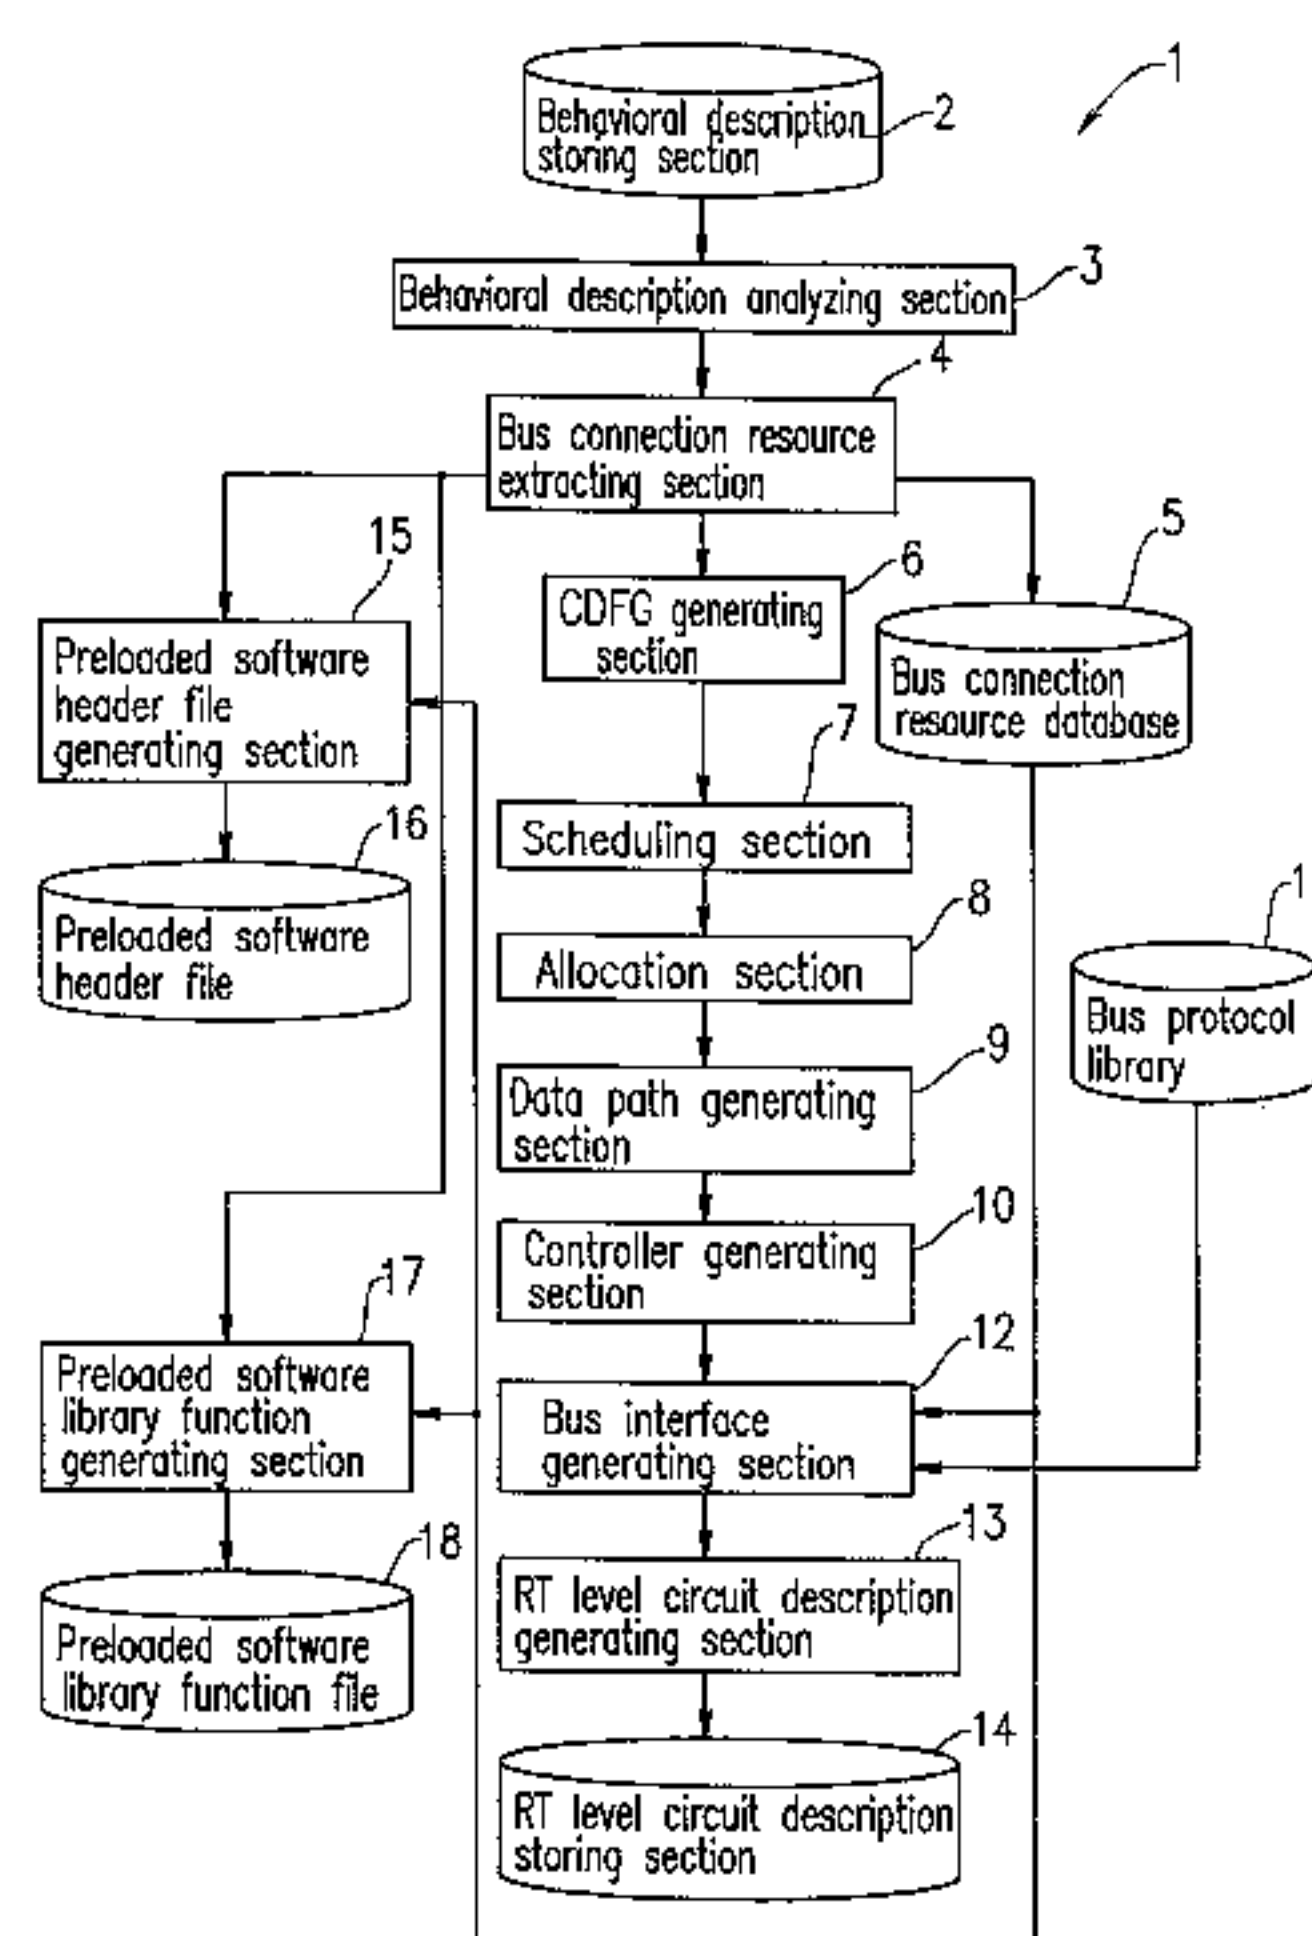 1
Behavioral description
storing section
2
Behavioral description analyzing section
3
Bus connection resource
extracting section
4
Bus connection
resource database
5
CDFG generating
section
6
Scheduling section
7
Allocation section
8
Data path generating
section
9
Controller generating
section
10
Bus protocol
library
1
Bus interface
generating section
12
RT level circuit description
generating section
13
RT level circuit description
storing section
14
Preloaded software
header file
generating section
15
Preloaded software
header file
16
Preloaded software
library function
generating section
17
Preloaded software
library function file
18